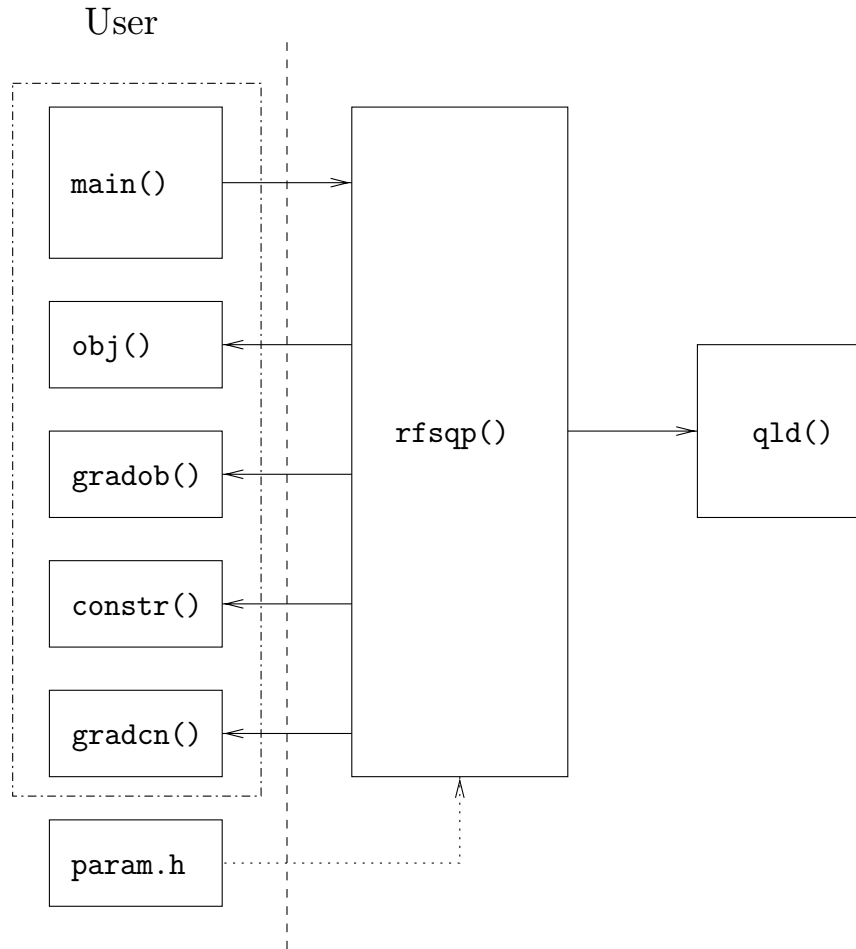 User
main()
obj()
gradob()
constr()
gradcn()
param.h
rfsqp()
qld()